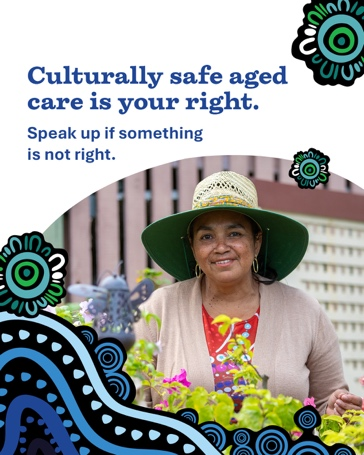 Culturally safe aged
care is your right.
Speak up if something
is not right.